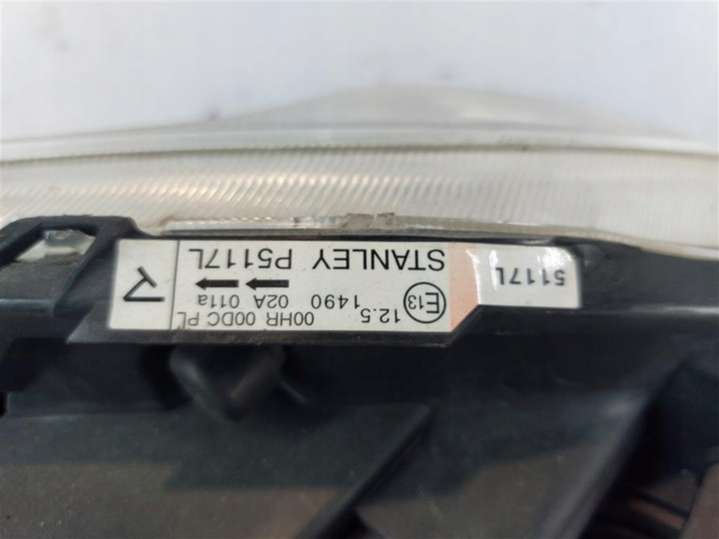 12.5 00HR 00DC PL
E13 1490 02A 011a
5117L
STANLEY P5117L